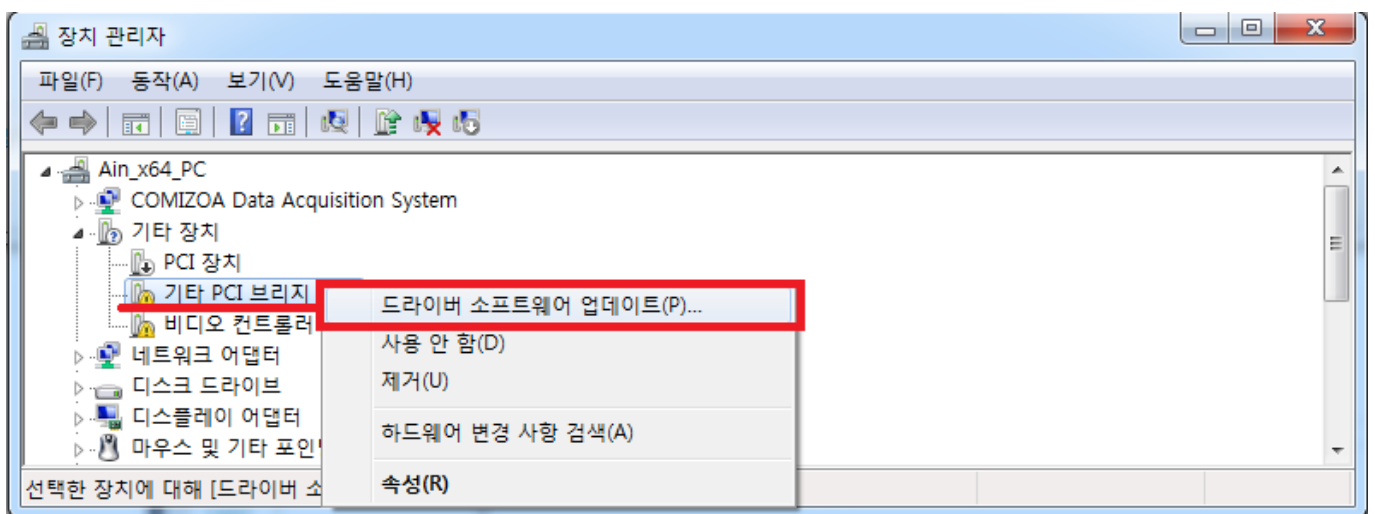 장치 관리자
파일(F) 동작(A) 보기(V) 도움말(H)
Ain_x64_PC
COMIZOA Data Acquisition System
기타 장치
PCI 장치
기타 PCI 브리지
비디오 컨트롤러
네트워크 어댑터
디스크 드라이브
디스플레이 어댑터
마우스 및 기타
드라이버 소프트웨어 업데이트(P)...
사용 안 함(D)
제거(U)
하드웨어 변경 사항 검색(A)
속성(R)
선택한 장치에 대해 [드라이버